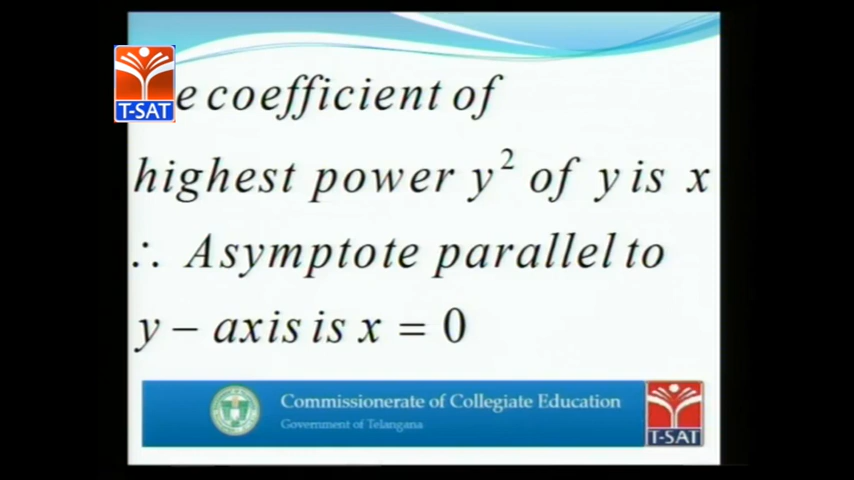 T-SAT
e coefficient of
highest power y² of y is x
∴ Asymptote parallel to
y − axis is x = 0
Commissionerate of Collegiate Education
Government of Telangana
T-SAT